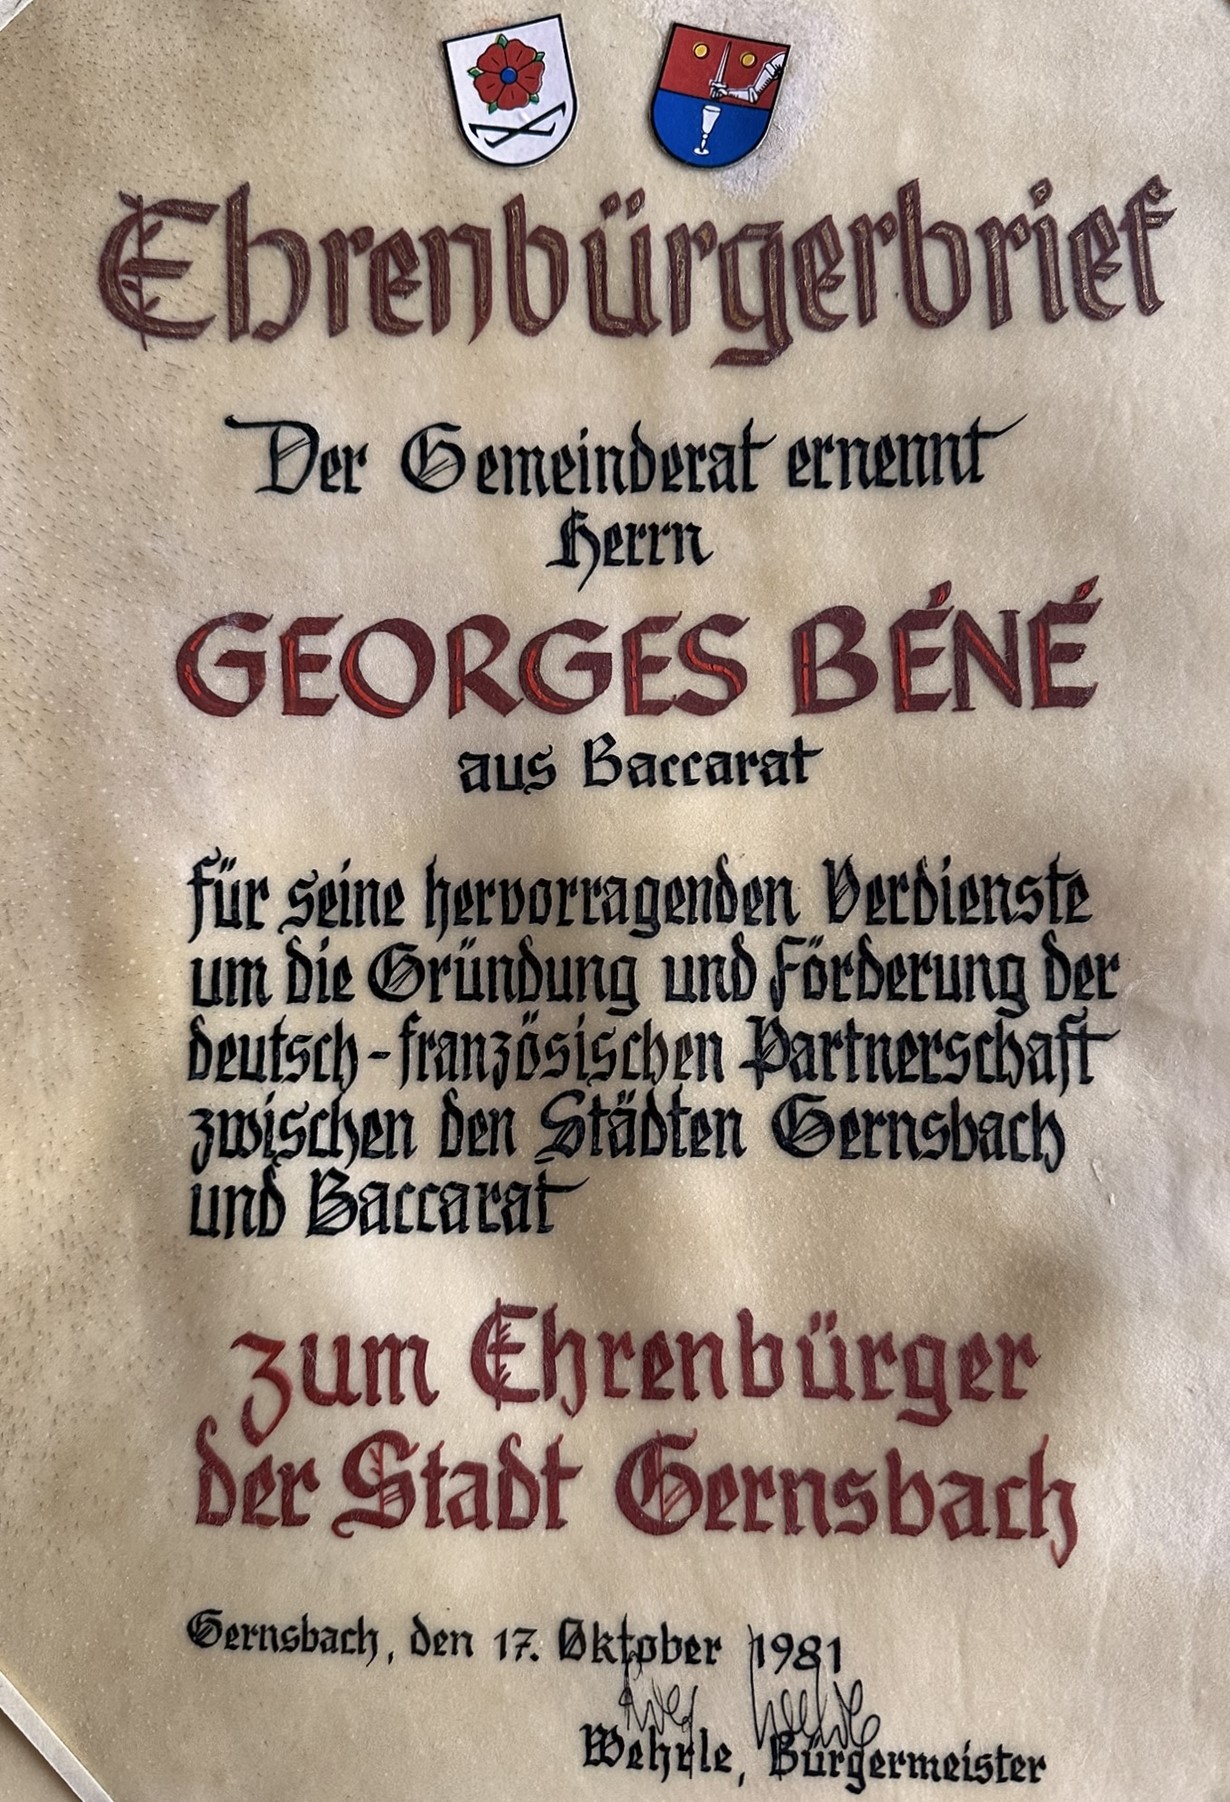 Ehrenbürgerbrief
Der Gemeinderat ernennt
Herrn
GEORGES BÉNÉ
aus Baccarat
für seine hervorragenden Verdienste
um die Gründung und Förderung der
deutsch-französischen Partnerschaft
zwischen den Städten Gernsbach
und Baccarat
zum Ehrenbürger
der Stadt Gernsbach
Gernsbach, den 17. Oktober 1981
Wehrle, Bürgermeister